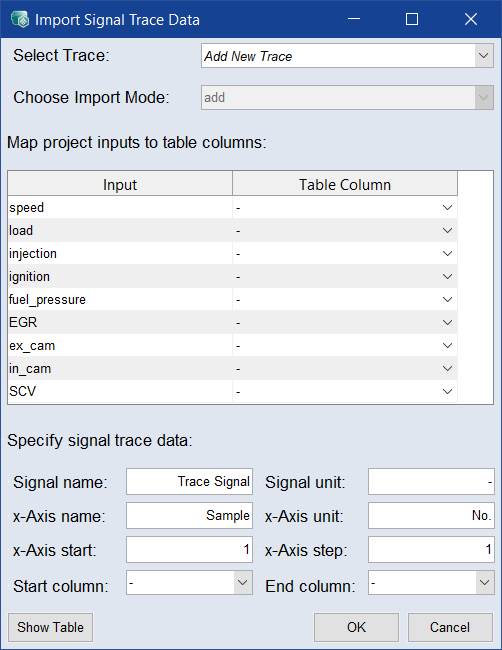 Import Signal Trace Data
Select Trace: Add New Trace
Choose Import Mode: add
Map project inputs to table columns:
Input Table Column
speed -
load -
injection -
ignition -
fuel_pressure -
EGR -
ex_cam -
in_cam -
SCV -
Specify signal trace data:
Signal name: Trace Signal Signal unit: -
x-Axis name: Sample x-Axis unit: No.
x-Axis start: 1 x-Axis step: 1
Start column: - End column: -
Show Table OK Cancel